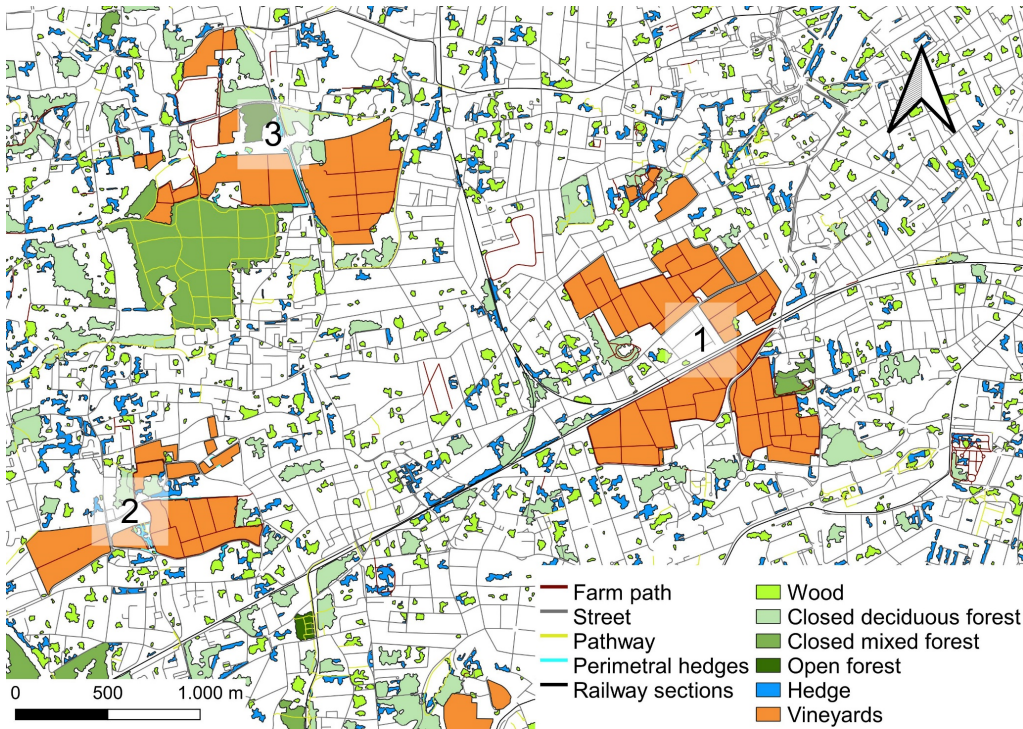 3
1
2
Farm path
Street
Pathway
Perimetral hedges
Railway sections
Wood
Closed deciduous forest
Closed mixed forest
Open forest
Hedge
Vineyards
0 500 1.000 m